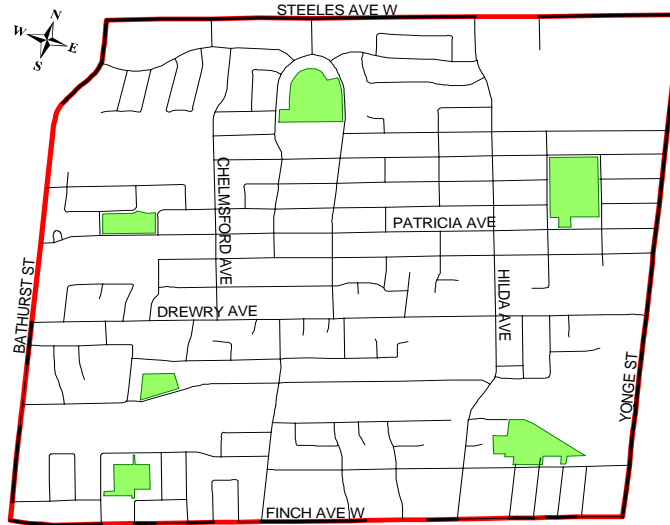 STEELES AVE W
N
W
E
S
CHELMSFORD AVE
PATRICIA AVE
BATHURST ST
HILDA AVE
DREWRY AVE
YONGE ST
FINCH AVE W